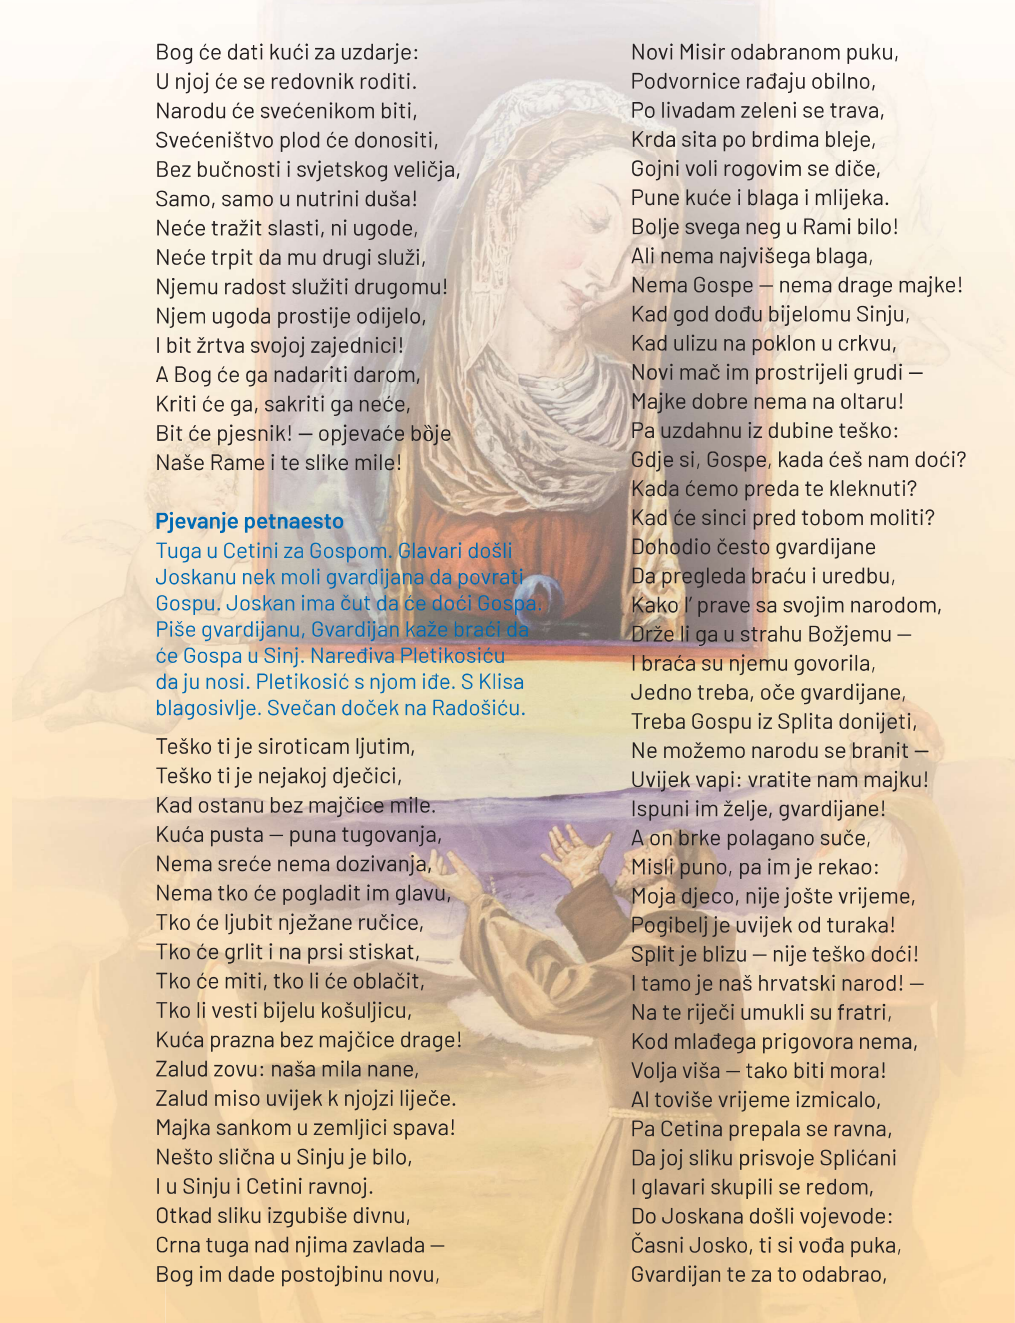 Bog će dati kući za uzdarje:
U njoj će se redovnik roditi.
Narodu će svećenikom biti,
Svećeništvo plod će donositi,
Bez bučnosti i svjetskog veličja,
Samo, samo u nutrini duša!
Neće tražit slasti, ni ugode,
Neće trpit da mu drugi služi,
Njemu radost služiti drugomu!
Njem ugoda prostije odijelo,
I bit žrtva svojoj zajednici!
A Bog će ga nadariti darom,
Kriti će ga, sakriti ga neće,
Bit će pjesnik! — opjevaće bȍje
Naše Rame i te slike mile!
Pjevanje petnaesto
Tuga u Cetini za Gospom. Glavari došli
Joskanu nek moli gvardijana da povrati
Gospu. Joskan ima čut da će doći Gospa.
Piše gvardijanu, Gvardijan kaže braći da
će Gospa u Sinj. Naređiva Pletikosiću
da ju nosi. Pletikosić s njom iđe. S Klisa
blagosivlje. Svečan doček na Radošiću.
Teško ti je siroticam ljutim,
Teško ti je nejakoj dječici,
Kad ostanu bez majčice mile.
Kuća pusta — puna tugovanja,
Nema sreće nema dozivanja,
Nema tko će pogladit im glavu,
Tko će ljubit nježane ručice,
Tko će grlit i na prsi stiskat,
Tko će miti, tko li će oblačit,
Tko li vesti bijelu košuljicu,
Kuća prazna bez majčice drage!
Zalud zovu: naša mila nane,
Zalud miso uvijek k njojzi liječe.
Majka sankom u zemljici spava!
Nešto slična u Sinju je bilo,
I u Sinju i Cetini ravnoj.
Otkad sliku izgubiše divnu,
Crna tuga nad njima zavlada —
Bog im dade postojbinu novu,
Novi Misir odabranom puku,
Podvornice rađaju obilno,
Po livadam zeleni se trava,
Krda sita po brdima bleje,
Gojni voli rogovim se diče,
Pune kuće i blaga i mlijeka.
Bolje svega neg u Rami bilo!
Ali nema najvišega blaga,
Nema Gospe — nema drage majke!
Kad god dođu bijelomu Sinju,
Kad ulizu na poklon u crkvu,
Novi mač im prostrijeli grudi —
Majke dobre nema na oltaru!
Pa uzdahnu iz dubine teško:
Gdje si, Gospe, kada ćeš nam doći?
Kada ćemo preda te kleknuti?
Kad će sinci pred tobom moliti?
Dohodio često gvardijane
Da pregleda braću i uredbu,
Kako l' prave sa svojim narodom,
Drže li ga u strahu Božjemu —
I braća su njemu govorila,
Jedno treba, oče gvardijane,
Treba Gospu iz Splita donijeti,
Ne možemo narodu se branit —
Uvijek vapi: vratite nam majku!
Ispuni im želje, gvardijane!
A on brke polagano suče,
Misli puno, pa im je rekao:
Moja djeco, nije jošte vrijeme,
Pogibelj je uvijek od turaka!
Split je blizu — nije teško doći!
I tamo je naš hrvatski narod! —
Na te riječi umukli su fratri,
Kod mlađega prigovora nema,
Volja viša — tako biti mora!
Al toviše vrijeme izmicalo,
Pa Cetina prepala se ravna,
Da joj sliku prisvoje Splićani
I glavari skupili se redom,
Do Joskana došli vojevode:
Časni Josko, ti si vođa puka,
Gvardijan te za to odabrao,